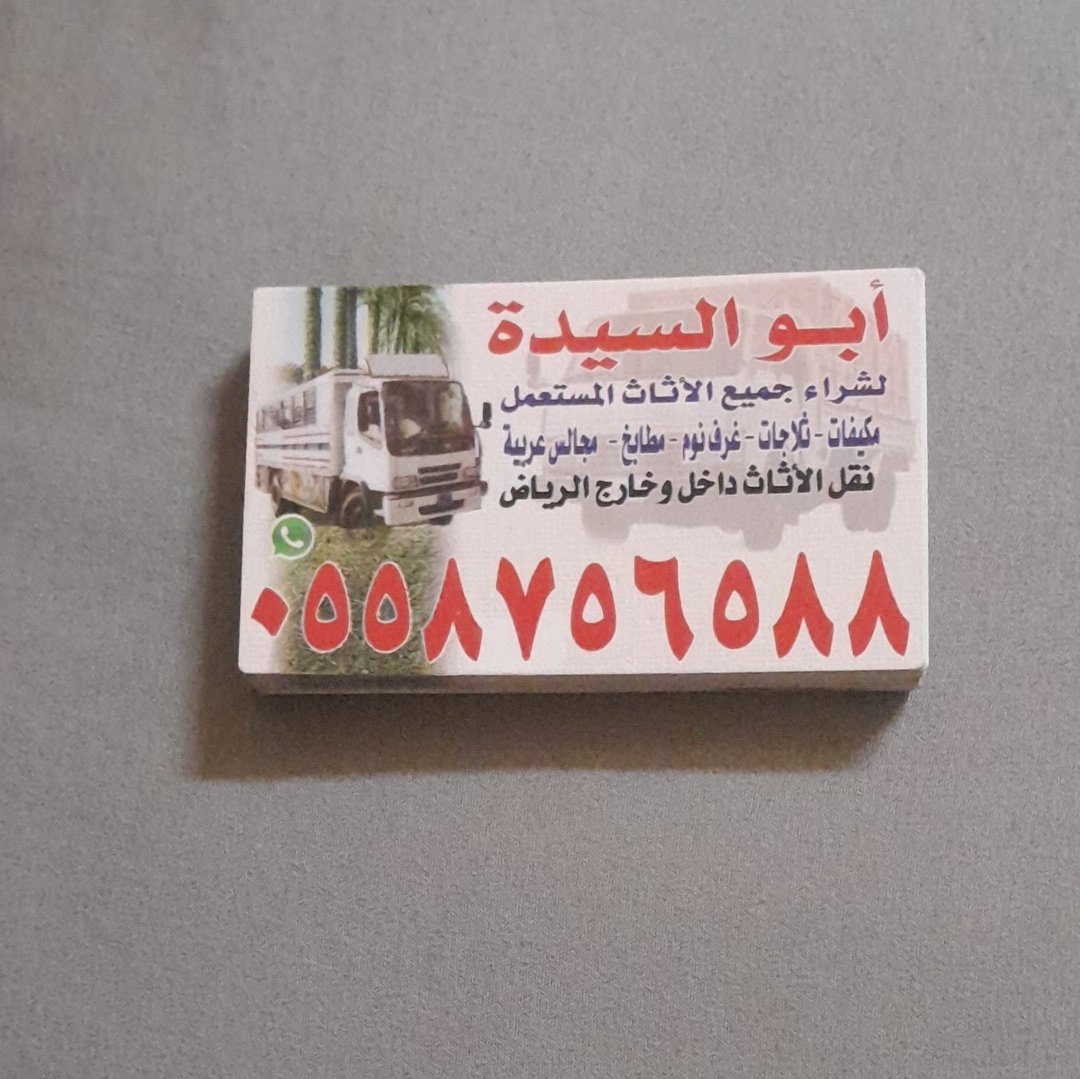 أبو السيدة
لشراء جميع الأثاث المستعمل
مكيفات - ثلاجات - غرف نوم - مطابخ - مجالس عربية
نقل الأثاث داخل وخارج الرياض
٠٥٥٨٧٥٦٥٨٨